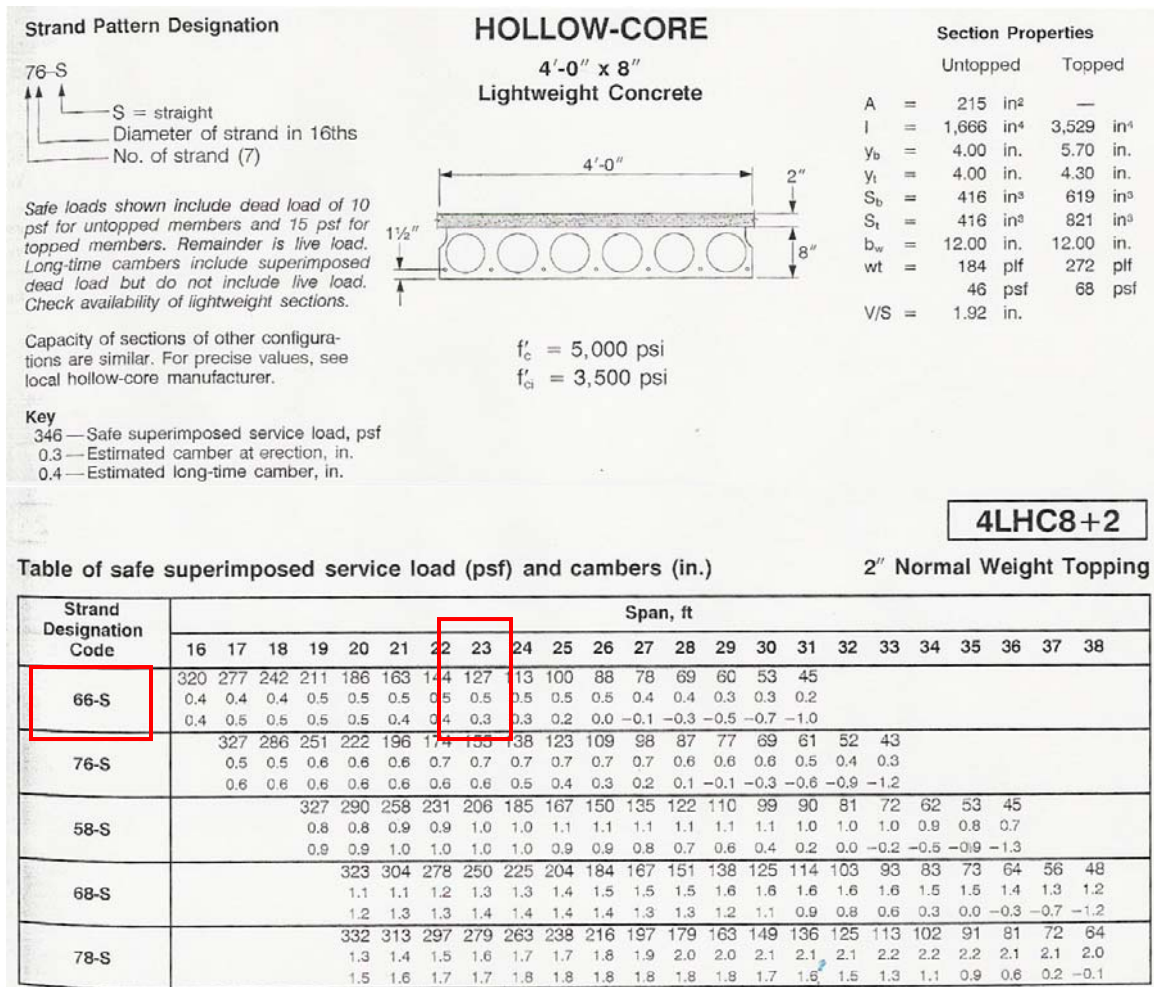 Strand Pattern Designation
76-S
S = straight
Diameter of strand in 16ths
No. of strand (7)
Safe loads shown include dead load of 10
psf for untopped members and 15 psf for
topped members. Remainder is live load.
Long-time cambers include superimposed
dead load but do not include live load.
Check availability of lightweight sections.
Capacity of sections of other configura-
tions are similar. For precise values, see
local hollow-core manufacturer.
Key
346 — Safe superimposed service load, psf
0.3 — Estimated camber at erection, in.
0.4 — Estimated long-time camber, in.
HOLLOW-CORE
4′-0″ x 8″
Lightweight Concrete
4′-0″
2″
1½″
8″
f′c = 5,000 psi
f′ci = 3,500 psi
Section Properties
Untopped Topped
A = 215 in² —
I = 1,666 in⁴ 3,529 in⁴
yb = 4.00 in. 5.70 in.
yt = 4.00 in. 4.30 in.
Sb = 416 in³ 619 in³
St = 416 in³ 821 in³
bw = 12.00 in. 12.00 in.
wt = 184 plf 272 plf
46 psf 68 psf
V/S = 1.92 in.
4LHC8+2
Table of safe superimposed service load (psf) and cambers (in.)
2″ Normal Weight Topping
Strand
Designation
Code
Span, ft
16 17 18 19 20 21 22 23 24 25 26 27 28 29 30 31 32 33 34 35 36 37 38
66-S
320 277 242 211 186 163 144 127 113 100 88 78 69 60 53 45
0.4 0.4 0.4 0.5 0.5 0.5 0.5 0.5 0.5 0.5 0.5 0.4 0.4 0.3 0.3 0.2
0.4 0.5 0.5 0.5 0.5 0.4 0.4 0.3 0.3 0.2 0.0 −0.1 −0.3 −0.5 −0.7 −1.0
76-S
327 286 251 222 196 174 155 138 123 109 98 87 77 69 61 52 43
0.5 0.5 0.6 0.6 0.6 0.7 0.7 0.7 0.7 0.7 0.7 0.6 0.6 0.6 0.5 0.4 0.3
0.6 0.6 0.6 0.6 0.6 0.6 0.6 0.5 0.4 0.3 0.2 0.1 −0.1 −0.3 −0.6 −0.9 −1.2
58-S
327 290 258 231 206 185 167 150 135 122 110 99 90 81 72 62 53 45
0.8 0.8 0.9 0.9 1.0 1.0 1.1 1.1 1.1 1.1 1.1 1.1 1.0 1.0 1.0 0.9 0.8 0.7
0.9 0.9 1.0 1.0 1.0 1.0 0.9 0.9 0.8 0.7 0.6 0.4 0.2 0.0 −0.2 −0.5 −0.9 −1.3
68-S
323 304 278 250 225 204 184 167 151 138 125 114 103 93 83 73 64 56 48
1.1 1.1 1.2 1.3 1.3 1.4 1.5 1.5 1.5 1.6 1.6 1.6 1.6 1.6 1.5 1.5 1.4 1.3 1.2
1.2 1.3 1.3 1.4 1.4 1.4 1.4 1.3 1.3 1.2 1.1 0.9 0.8 0.6 0.3 0.0 −0.3 −0.7 −1.2
78-S
332 313 297 279 263 238 216 197 179 163 149 136 125 113 102 91 81 72 64
1.3 1.4 1.5 1.6 1.7 1.7 1.8 1.9 2.0 2.0 2.1 2.1 2.1 2.2 2.2 2.2 2.1 2.1 2.0
1.5 1.6 1.7 1.7 1.8 1.8 1.8 1.8 1.8 1.8 1.7 1.6 1.5 1.3 1.1 0.9 0.6 0.2 −0.1